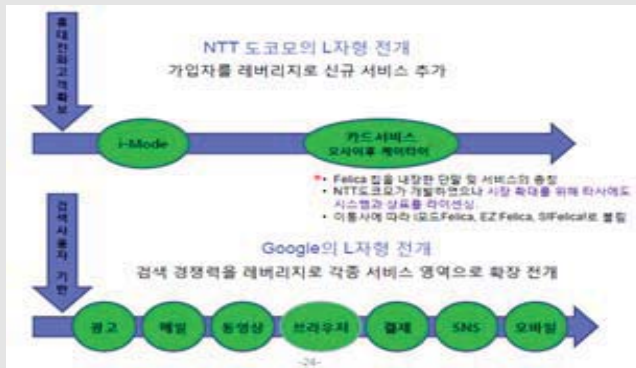 휴대전화고객확보
NTT 도코모의 L자형 전개
가입자를 레버리지로 신규 서비스 추가
i-Mode
카드서비스
오사이후 케이타이
* • Felica 칩을 내장한 단말 및 서비스의 총칭
• NTT도코모가 개발하였으나 시장 확대를 위해 타사에도
시스템과 상표를 라이센싱.
• 이통사에 따라 i모드Felica, EZ Felica, S!Felica!로 불림
검색사용자 기반
Google의 L자형 전개
검색 경쟁력을 레버리지로 각종 서비스 영역으로 확장 전개
광고
메일
동영상
브라우저
결제
SNS
모바일
-24-